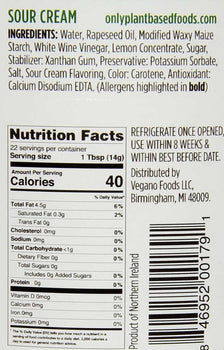 SOUR CREAM onlyplantbasedfoods.com
INGREDIENTS: Water, Rapeseed Oil, Modified Waxy Maize
Starch, White Wine Vinegar, Lemon Concentrate, Sugar,
Stabilizer: Xanthan Gum, Preservative: Potassium Sorbate,
Salt, Sour Cream Flavoring, Color: Carotene, Antioxidant:
Calcium Disodium EDTA. (Allergens highlighted in bold)
Nutrition Facts
22 servings per container
Serving size 1 Tbsp (14g)
Amount Per Serving
Calories 40
% Daily Value*
Total Fat 4.5g 6%
Saturated Fat 0.3g 2%
Trans Fat 0g
Cholesterol 0mg 0%
Sodium 0mg 0%
Total Carbohydrate <1g 0%
Dietary Fiber 0g 0%
Total Sugars 0g
Includes 0g Added Sugars 0%
Protein 0g
Vitamin D 0mcg 0%
Calcium 0mg 0%
Iron 0mg 0%
Potassium 0mg 0%
REFRIGERATE ONCE OPENED,
USE WITHIN 8 WEEKS &
WITHIN BEST BEFORE DATE.
Distributed by
Vegano Foods LLC,
Birmingham, MI 48009.
Product of Northern Ireland
8 46952 00179 1